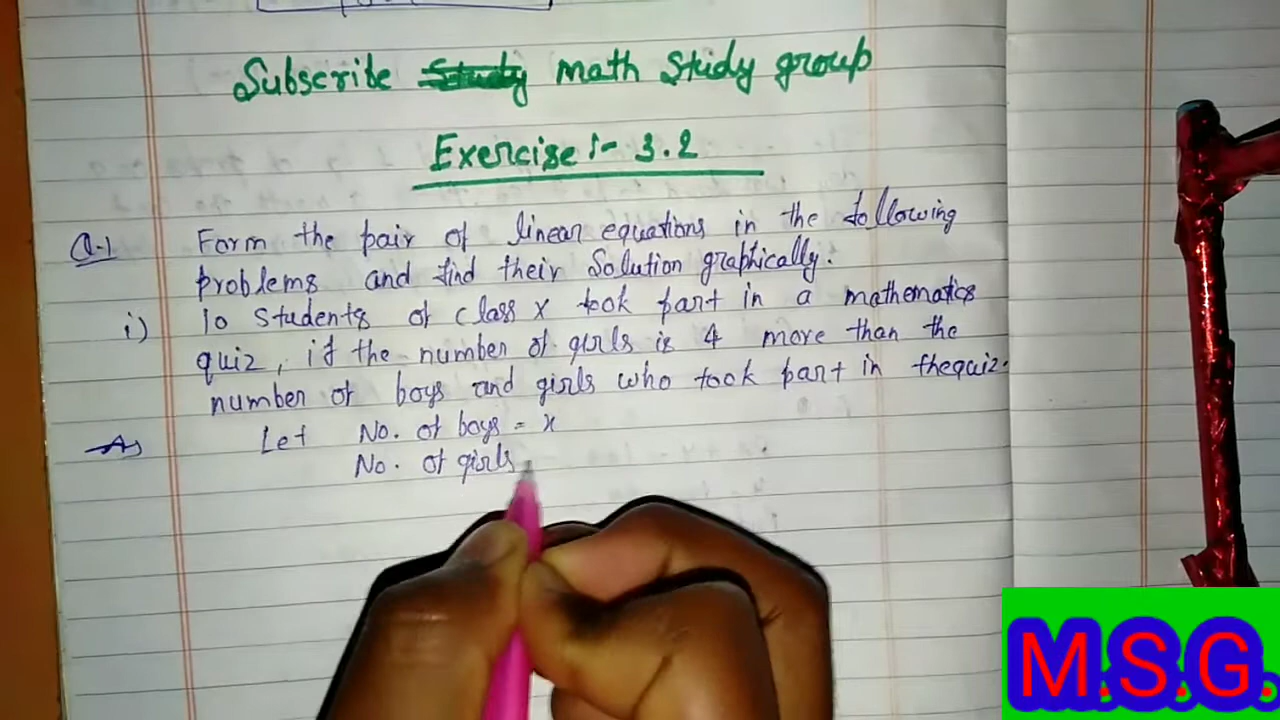 Subscribe Study math Study group
Exercise :- 3.2
Q.1 Form the pair of linear equations in the following
problems and find their Solution graphically.
i) 10 students of class X took part in a mathematics
quiz, if the number of girls is 4 more than the
number of boys and girls who took part in thequiz.
A) Let No. of boys = x
No. of girls
M.S.G.